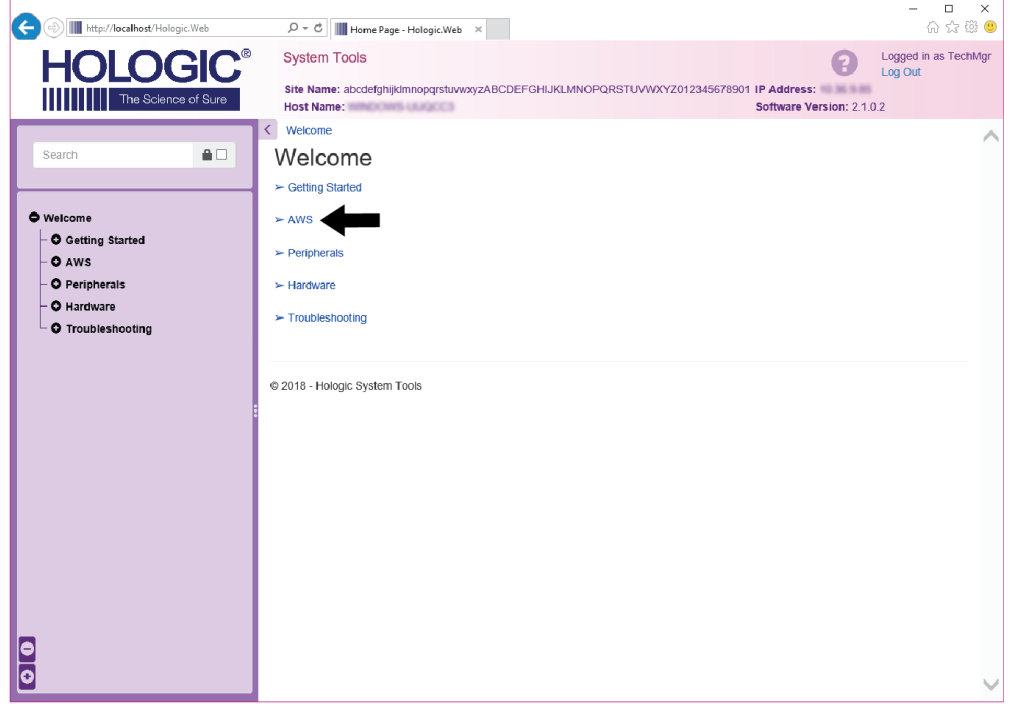 http://localhost/Hologic.Web
Home Page - Hologic.Web
HOLOGIC®
The Science of Sure
System Tools
Logged in as TechMgr
Log Out
Site Name: abcdefghijklmnopqrstuvwxyzABCDEFGHIJKLMNOPQRSTUVWXYZ012345678901 IP Address:
Host Name:
Software Version: 2.1.0.2
Search
Welcome
Getting Started
AWS
Peripherals
Hardware
Troubleshooting
Welcome
Welcome
➢ Getting Started
➢ AWS
➢ Peripherals
➢ Hardware
➢ Troubleshooting
© 2018 - Hologic System Tools